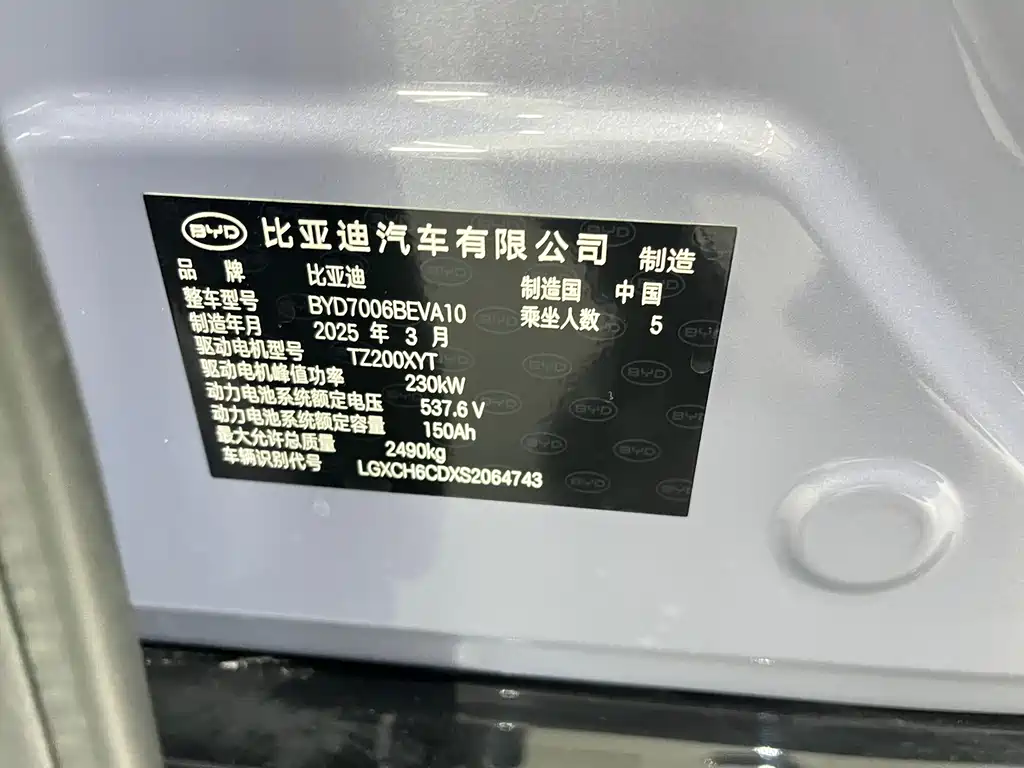 BYD 比亚迪汽车有限公司 制造
品牌 比亚迪 制造国 中国
整车型号 BYD7006BEVA10 乘坐人数 5
制造年月 2025 年 3 月
驱动电机型号 TZ200XYT
驱动电机峰值功率 230kW
动力电池系统额定电压 537.6 V
动力电池系统额定容量 150Ah
最大允许总质量 2490kg
车辆识别代号 LGXCH6CDXS2064743